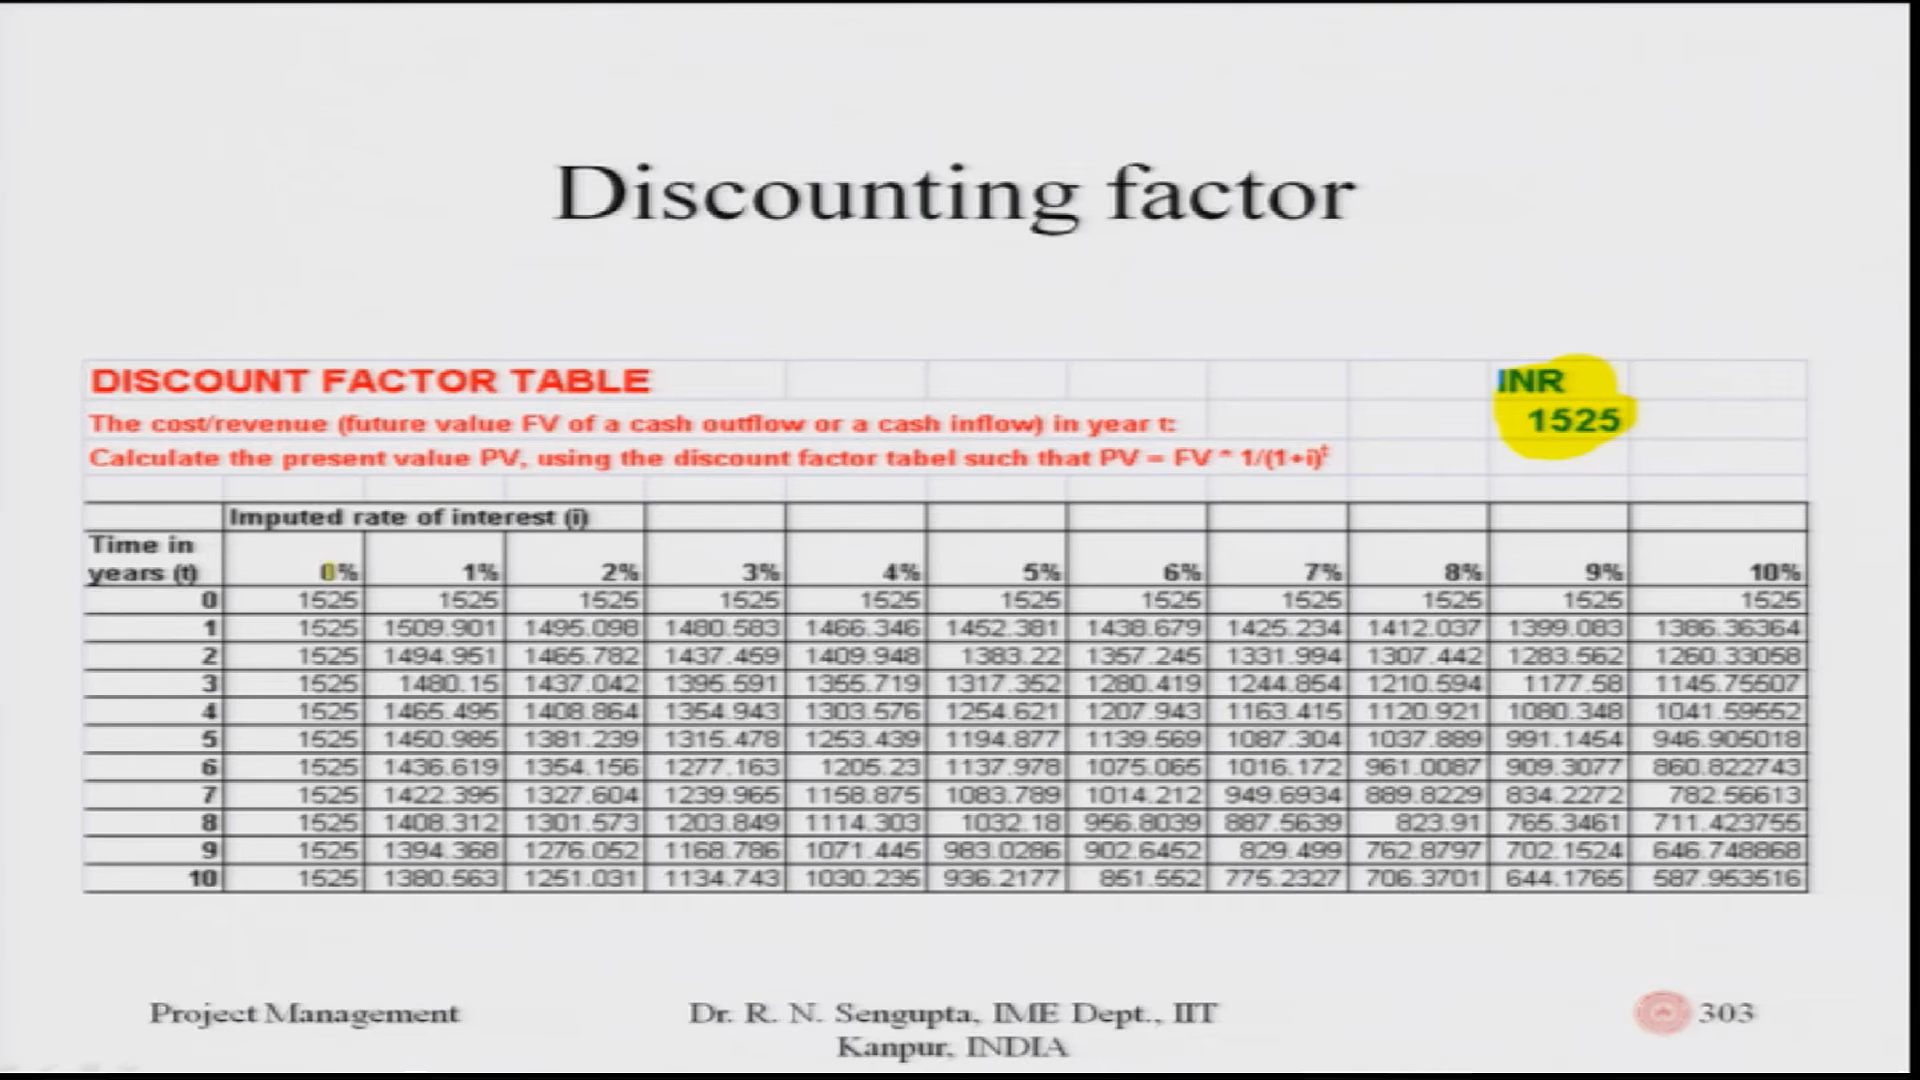 Discounting factor
DISCOUNT FACTOR TABLE INR
The cost/revenue (future value FV of a cash outflow or a cash inflow) in year t: 1525
Calculate the present value PV, using the discount factor tabel such that PV = FV * 1/(1+i)^t
Imputed rate of interest (i)
Time in
years (t) 0% 1% 2% 3% 4% 5% 6% 7% 8% 9% 10%
0 1525 1525 1525 1525 1525 1525 1525 1525 1525 1525 1525
1 1525 1509.901 1495.098 1480.583 1466.346 1452.381 1438.679 1425.234 1412.037 1399.083 1386.36364
2 1525 1494.951 1465.782 1437.459 1409.948 1383.22 1357.245 1331.994 1307.442 1283.562 1260.33058
3 1525 1480.15 1437.042 1395.591 1355.719 1317.352 1280.419 1244.854 1210.594 1177.58 1145.75507
4 1525 1465.495 1408.864 1354.943 1303.576 1254.621 1207.943 1163.415 1120.921 1080.348 1041.59552
5 1525 1450.985 1381.239 1315.478 1253.439 1194.877 1139.569 1087.304 1037.889 991.1454 946.905018
6 1525 1436.619 1354.156 1277.163 1205.23 1137.978 1075.065 1016.172 961.0087 909.3077 860.822743
7 1525 1422.395 1327.604 1239.965 1158.875 1083.789 1014.212 949.6934 889.8229 834.2272 782.56613
8 1525 1408.312 1301.573 1203.849 1114.303 1032.18 956.8039 887.5639 823.91 765.3461 711.423755
9 1525 1394.368 1276.052 1168.786 1071.445 983.0286 902.6452 829.499 762.8797 702.1524 646.748868
10 1525 1380.563 1251.031 1134.743 1030.235 936.2177 851.552 775.2327 706.3701 644.1765 587.953516
Project Management Dr. R. N. Sengupta, IME Dept., IIT 303
Kanpur, INDIA